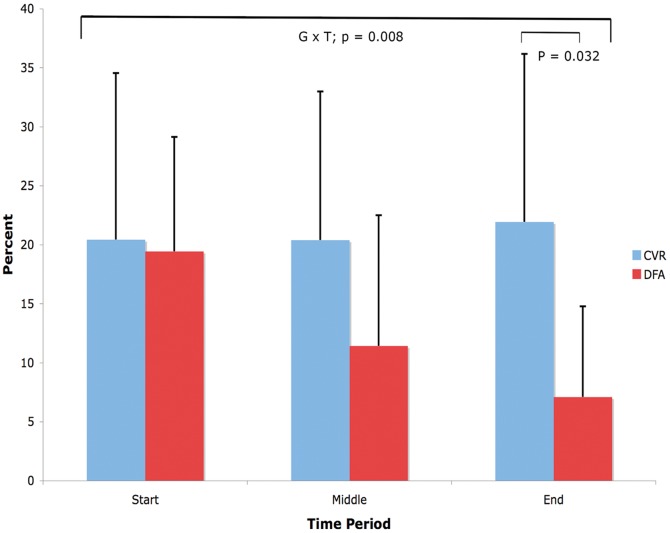 40
35
30
25
20
15
10
5
0
Percent
G x T; p = 0.008
P = 0.032
CVR
DFA
Start
Middle
End
Time Period